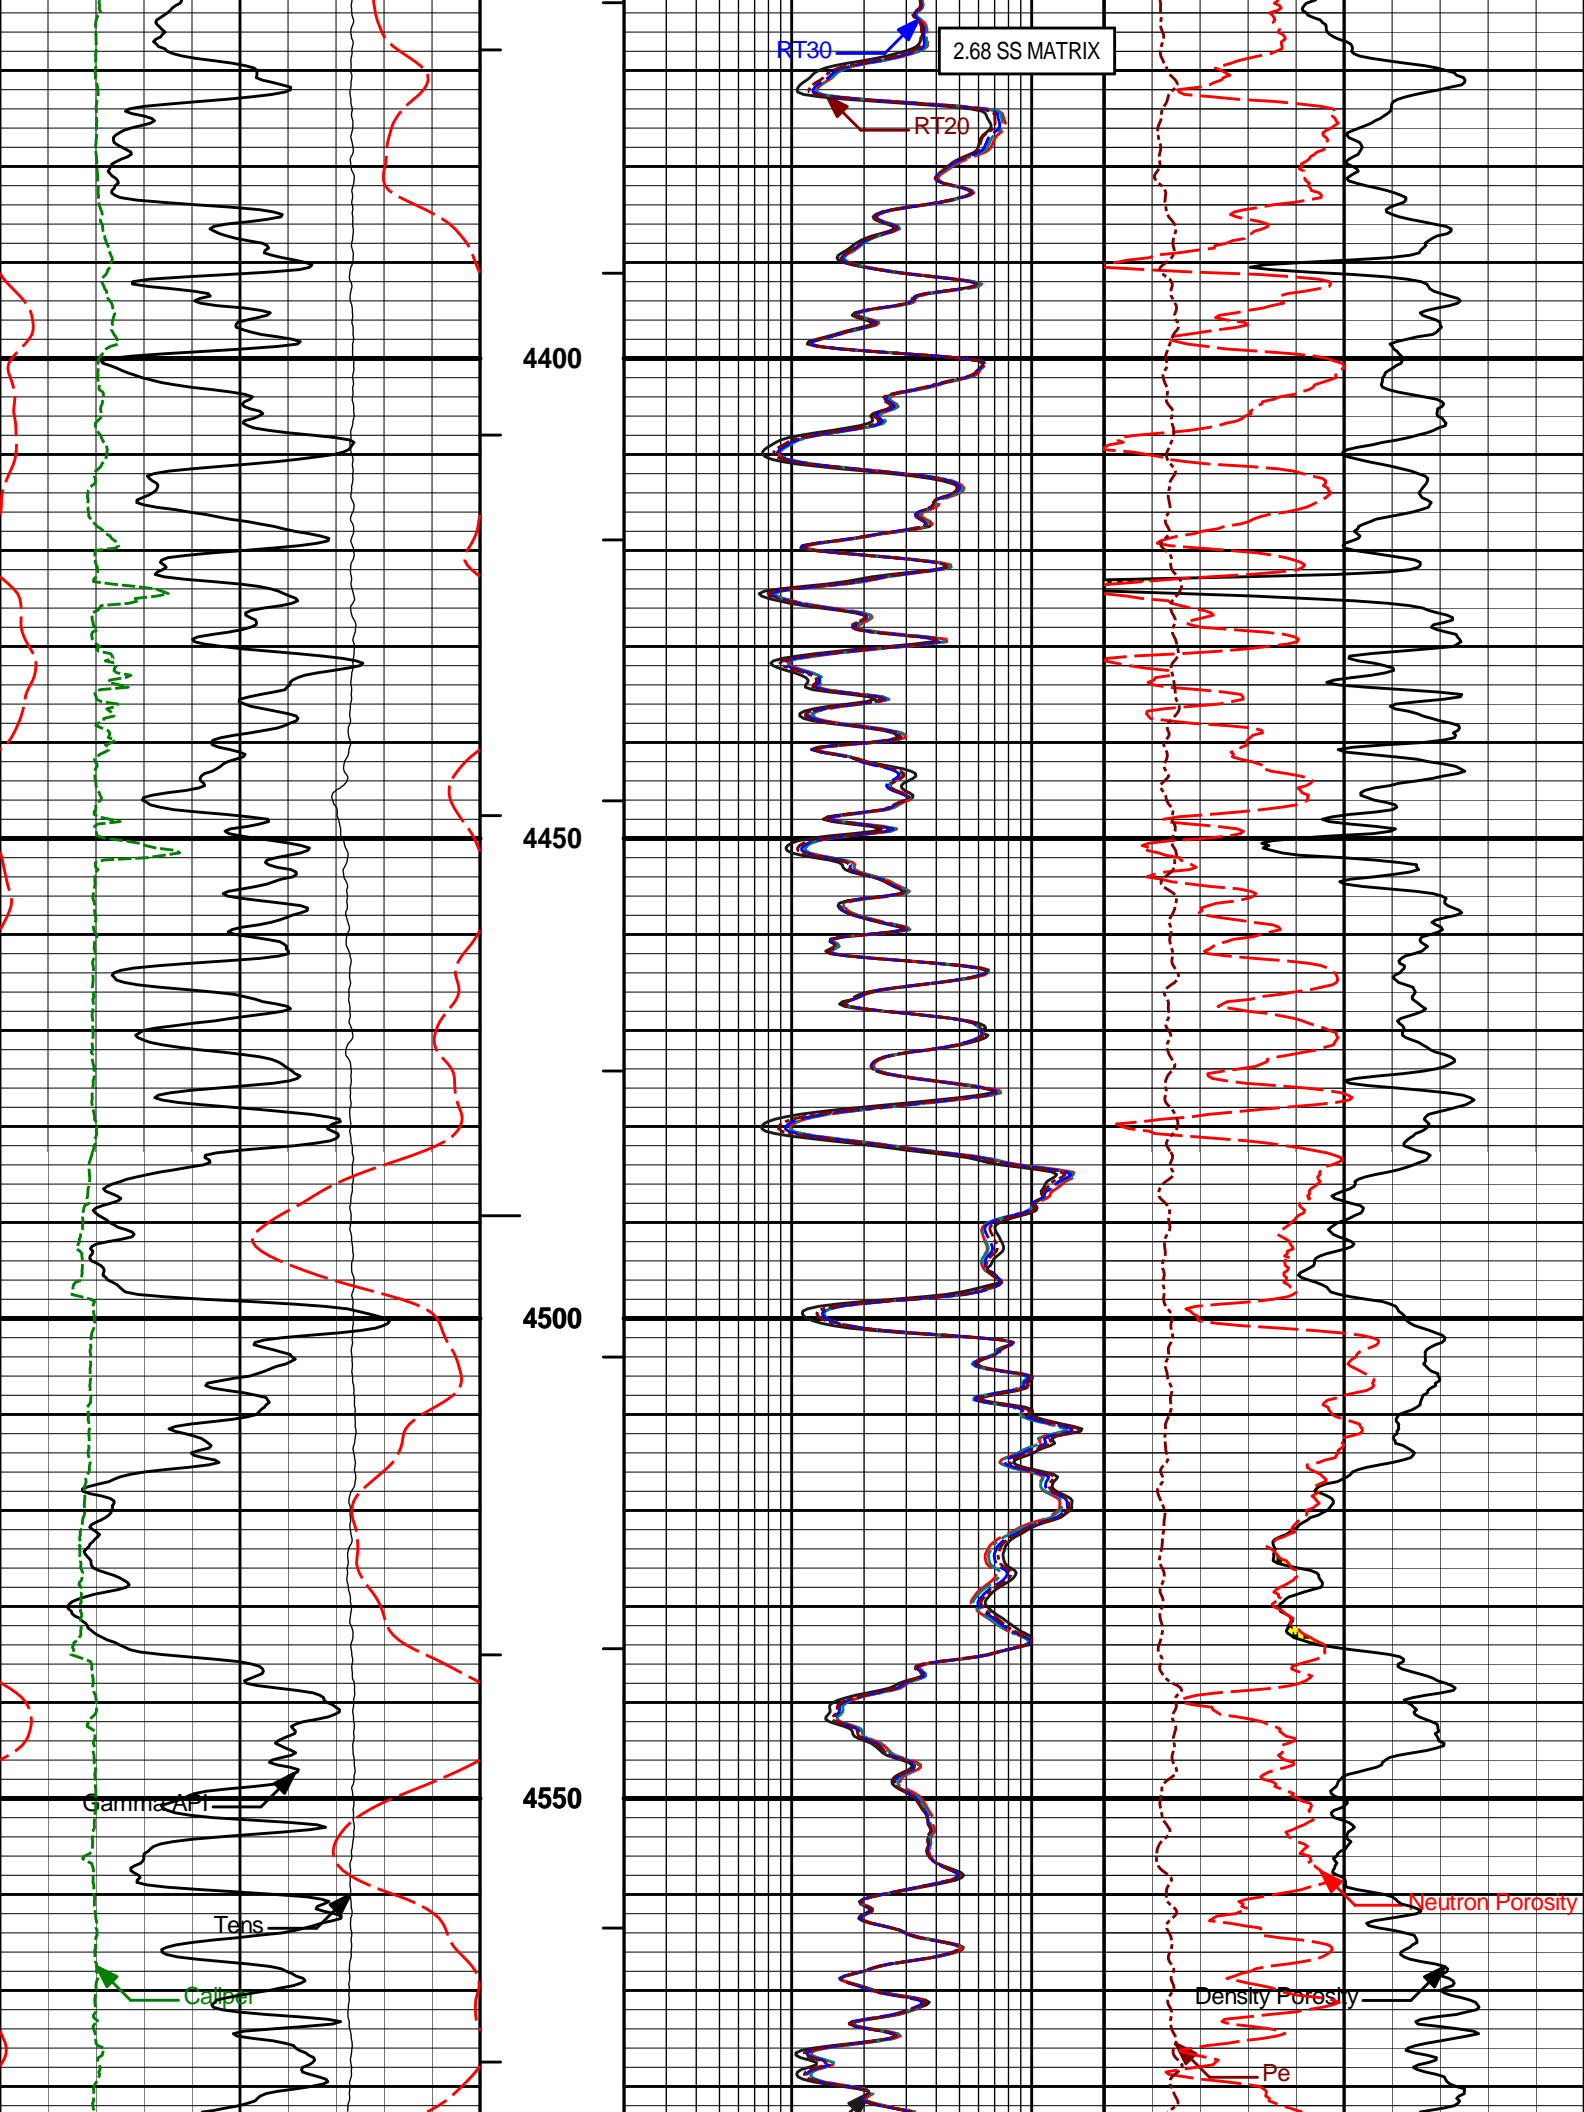 RT30
2.68 SS MATRIX
RT20
4400
4450
4500
4550
Gamma API
Neutron Porosity
Tens
Caliper
Density Porosity
Pe